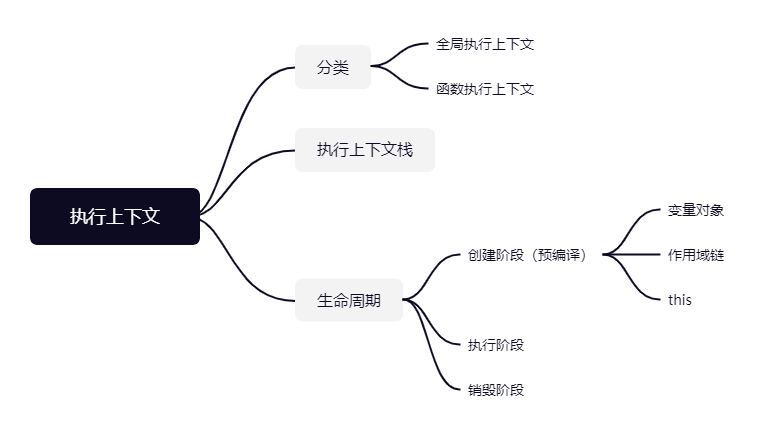 执行上下文
分类
全局执行上下文
函数执行上下文
执行上下文栈
生命周期
创建阶段（预编译）
变量对象
作用域链
this
执行阶段
销毁阶段